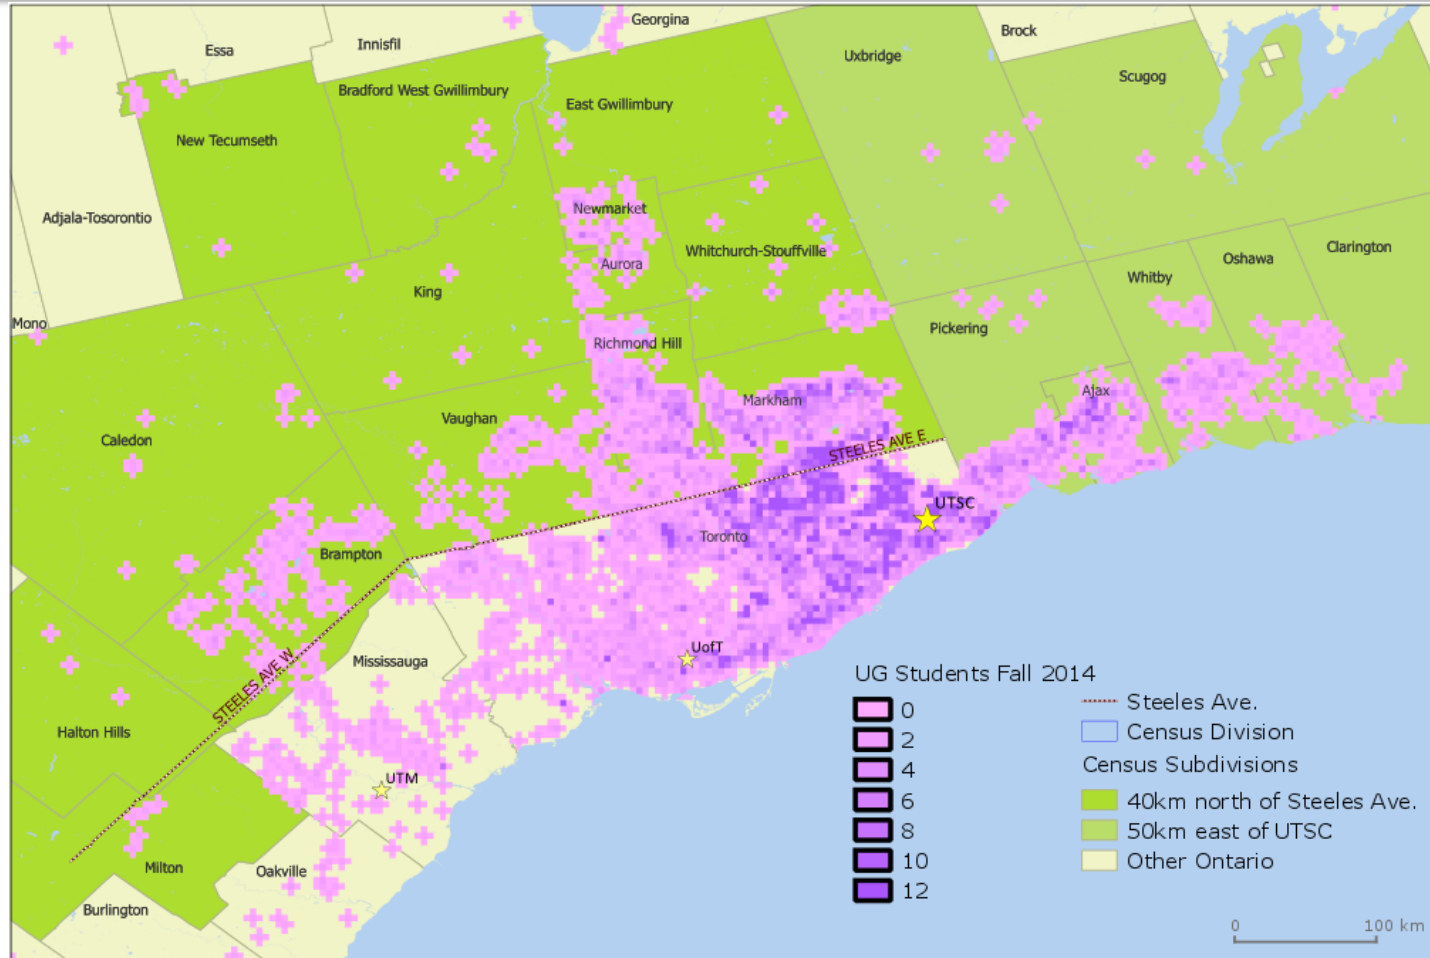 Georgina
Essa
Innisfil
Brock
Uxbridge
Scugog
Bradford West Gwillimbury
East Gwillimbury
New Tecumseth
Adjala-Tosorontio
Newmarket
Whitchurch-Stouffville
Aurora
Clarington
Oshawa
Whitby
King
Mono
Pickering
Richmond Hill
Ajax
Markham
Vaughan
Caledon
STEELES AVE E
UTSC
Toronto
Brampton
UofT
Mississauga
STEELES AVE W
Halton Hills
UTM
Milton
Oakville
Burlington
UG Students Fall 2014
0
2
4
6
8
10
12
Steeles Ave.
Census Division
Census Subdivisions
40km north of Steeles Ave.
50km east of UTSC
Other Ontario
0 100 km